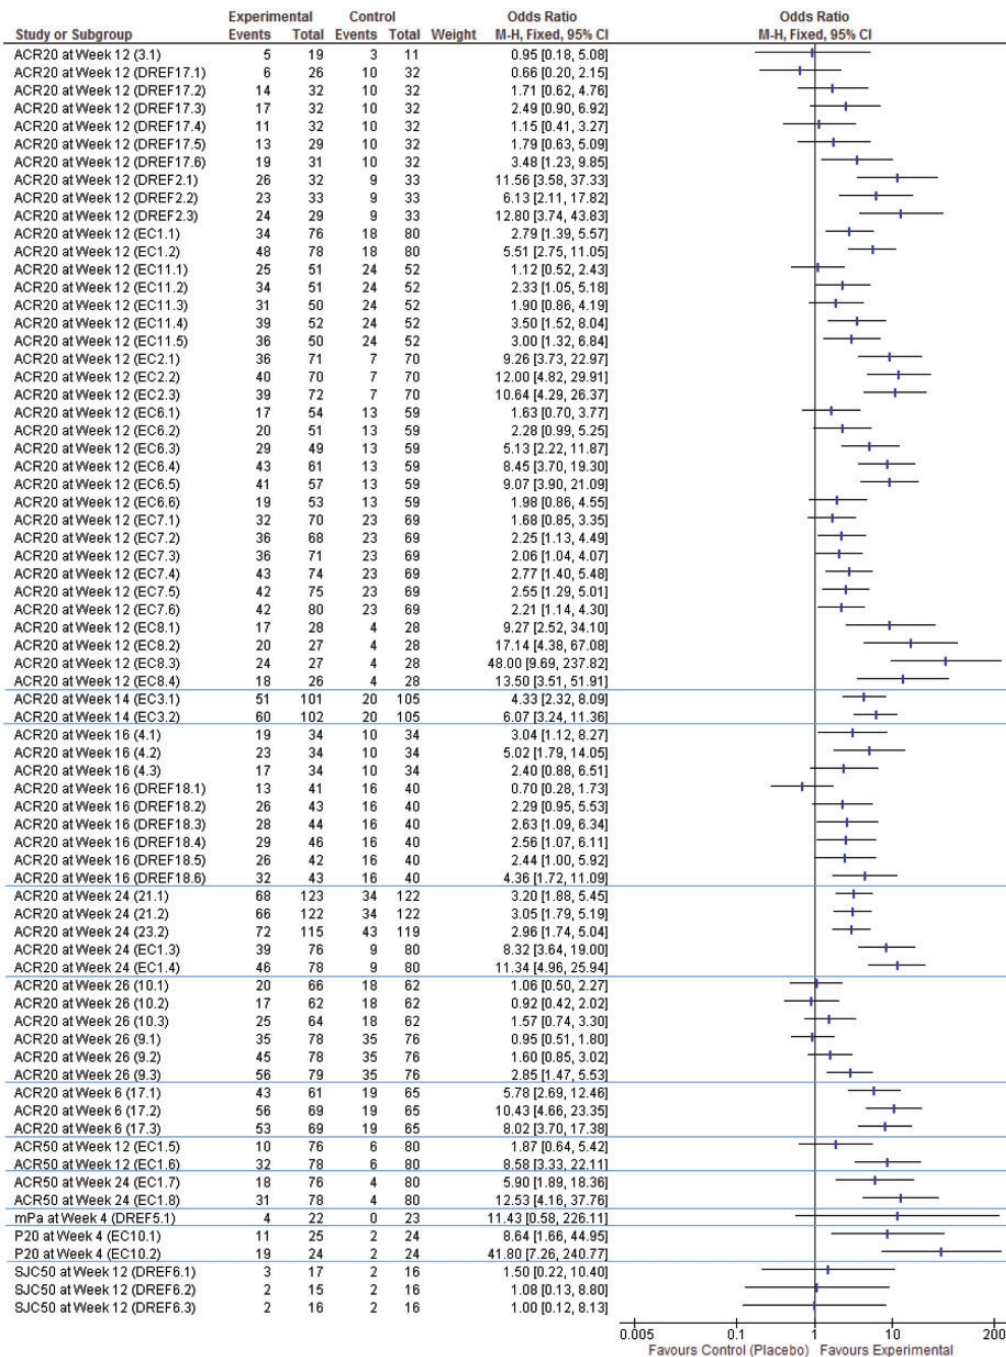 Experimental Control Odds Ratio Odds Ratio
Study or Subgroup Events Total Events Total Weight M-H, Fixed, 95% CI M-H, Fixed, 95% CI
ACR20 at Week 12 (3.1) 5 19 3 11 0.95 [0.18, 5.08]
ACR20 at Week 12 (DREF17.1) 6 26 10 32 0.66 [0.20, 2.15]
ACR20 at Week 12 (DREF17.2) 14 32 10 32 1.71 [0.62, 4.76]
ACR20 at Week 12 (DREF17.3) 17 32 10 32 2.49 [0.90, 6.92]
ACR20 at Week 12 (DREF17.4) 11 32 10 32 1.15 [0.41, 3.27]
ACR20 at Week 12 (DREF17.5) 13 29 10 32 1.79 [0.63, 5.09]
ACR20 at Week 12 (DREF17.6) 19 31 10 32 3.48 [1.23, 9.85]
ACR20 at Week 12 (DREF2.1) 26 32 9 33 11.56 [3.58, 37.33]
ACR20 at Week 12 (DREF2.2) 23 33 9 33 6.13 [2.11, 17.82]
ACR20 at Week 12 (DREF2.3) 24 29 9 33 12.80 [3.74, 43.83]
ACR20 at Week 12 (EC1.1) 34 76 18 80 2.79 [1.39, 5.57]
ACR20 at Week 12 (EC1.2) 48 78 18 80 5.51 [2.75, 11.05]
ACR20 at Week 12 (EC11.1) 25 51 24 52 1.12 [0.52, 2.43]
ACR20 at Week 12 (EC11.2) 34 51 24 52 2.33 [1.05, 5.18]
ACR20 at Week 12 (EC11.3) 31 50 24 52 1.90 [0.86, 4.19]
ACR20 at Week 12 (EC11.4) 39 52 24 52 3.50 [1.52, 8.04]
ACR20 at Week 12 (EC11.5) 36 50 24 52 3.00 [1.32, 6.84]
ACR20 at Week 12 (EC2.1) 36 71 7 70 9.26 [3.73, 22.97]
ACR20 at Week 12 (EC2.2) 40 70 7 70 12.00 [4.82, 29.91]
ACR20 at Week 12 (EC2.3) 39 72 7 70 10.64 [4.29, 26.37]
ACR20 at Week 12 (EC6.1) 17 54 13 59 1.63 [0.70, 3.77]
ACR20 at Week 12 (EC6.2) 20 51 13 59 2.28 [0.99, 5.25]
ACR20 at Week 12 (EC6.3) 29 49 13 59 5.13 [2.22, 11.87]
ACR20 at Week 12 (EC6.4) 43 61 13 59 8.45 [3.70, 19.30]
ACR20 at Week 12 (EC6.5) 41 57 13 59 9.07 [3.90, 21.09]
ACR20 at Week 12 (EC6.6) 19 53 13 59 1.98 [0.86, 4.55]
ACR20 at Week 12 (EC7.1) 32 70 23 69 1.68 [0.85, 3.35]
ACR20 at Week 12 (EC7.2) 36 68 23 69 2.25 [1.13, 4.49]
ACR20 at Week 12 (EC7.3) 36 71 23 69 2.06 [1.04, 4.07]
ACR20 at Week 12 (EC7.4) 43 74 23 69 2.77 [1.40, 5.48]
ACR20 at Week 12 (EC7.5) 42 75 23 69 2.55 [1.29, 5.01]
ACR20 at Week 12 (EC7.6) 42 80 23 69 2.21 [1.14, 4.30]
ACR20 at Week 12 (EC8.1) 17 28 4 28 9.27 [2.52, 34.10]
ACR20 at Week 12 (EC8.2) 20 27 4 28 17.14 [4.38, 67.08]
ACR20 at Week 12 (EC8.3) 24 27 4 28 48.00 [9.69, 237.82]
ACR20 at Week 12 (EC8.4) 18 26 4 28 13.50 [3.51, 51.91]
ACR20 at Week 14 (EC3.1) 51 101 20 105 4.33 [2.32, 8.09]
ACR20 at Week 14 (EC3.2) 60 102 20 105 6.07 [3.24, 11.36]
ACR20 at Week 16 (4.1) 19 34 10 34 3.04 [1.12, 8.27]
ACR20 at Week 16 (4.2) 23 34 10 34 5.02 [1.79, 14.05]
ACR20 at Week 16 (4.3) 17 34 10 34 2.40 [0.88, 6.51]
ACR20 at Week 16 (DREF18.1) 13 41 16 40 0.70 [0.28, 1.73]
ACR20 at Week 16 (DREF18.2) 26 43 16 40 2.29 [0.95, 5.53]
ACR20 at Week 16 (DREF18.3) 28 44 16 40 2.63 [1.09, 6.34]
ACR20 at Week 16 (DREF18.4) 29 46 16 40 2.56 [1.07, 6.11]
ACR20 at Week 16 (DREF18.5) 26 42 16 40 2.44 [1.00, 5.92]
ACR20 at Week 16 (DREF18.6) 32 43 16 40 4.36 [1.72, 11.09]
ACR20 at Week 24 (21.1) 68 123 34 122 3.20 [1.88, 5.45]
ACR20 at Week 24 (21.2) 66 122 34 122 3.05 [1.79, 5.19]
ACR20 at Week 24 (23.2) 72 115 43 119 2.96 [1.74, 5.04]
ACR20 at Week 24 (EC1.3) 39 76 9 80 8.32 [3.64, 19.00]
ACR20 at Week 24 (EC1.4) 46 78 9 80 11.34 [4.96, 25.94]
ACR20 at Week 26 (10.1) 20 66 18 62 1.06 [0.50, 2.27]
ACR20 at Week 26 (10.2) 17 62 18 62 0.92 [0.42, 2.02]
ACR20 at Week 26 (10.3) 25 64 18 62 1.57 [0.74, 3.30]
ACR20 at Week 26 (9.1) 35 78 35 76 0.95 [0.51, 1.80]
ACR20 at Week 26 (9.2) 45 78 35 76 1.60 [0.85, 3.02]
ACR20 at Week 26 (9.3) 56 79 35 76 2.85 [1.47, 5.53]
ACR20 at Week 6 (17.1) 43 61 19 65 5.78 [2.69, 12.46]
ACR20 at Week 6 (17.2) 56 69 19 65 10.43 [4.66, 23.35]
ACR20 at Week 6 (17.3) 53 69 19 65 8.02 [3.70, 17.38]
ACR50 at Week 12 (EC1.5) 10 76 6 80 1.87 [0.64, 5.42]
ACR50 at Week 12 (EC1.6) 32 78 6 80 8.58 [3.33, 22.11]
ACR50 at Week 24 (EC1.7) 18 76 4 80 5.90 [1.89, 18.36]
ACR50 at Week 24 (EC1.8) 31 78 4 80 12.53 [4.16, 37.76]
mPa at Week 4 (DREF5.1) 4 22 0 23 11.43 [0.58, 226.11]
P20 at Week 4 (EC10.1) 11 25 2 24 8.64 [1.66, 44.95]
P20 at Week 4 (EC10.2) 19 24 2 24 41.80 [7.26, 240.77]
SJC50 at Week 12 (DREF6.1) 3 17 2 16 1.50 [0.22, 10.40]
SJC50 at Week 12 (DREF6.2) 2 15 2 16 1.08 [0.13, 8.80]
SJC50 at Week 12 (DREF6.3) 2 16 2 16 1.00 [0.12, 8.13]
0.005 0.1 1 10 200
Favours Control (Placebo) Favours Experimental